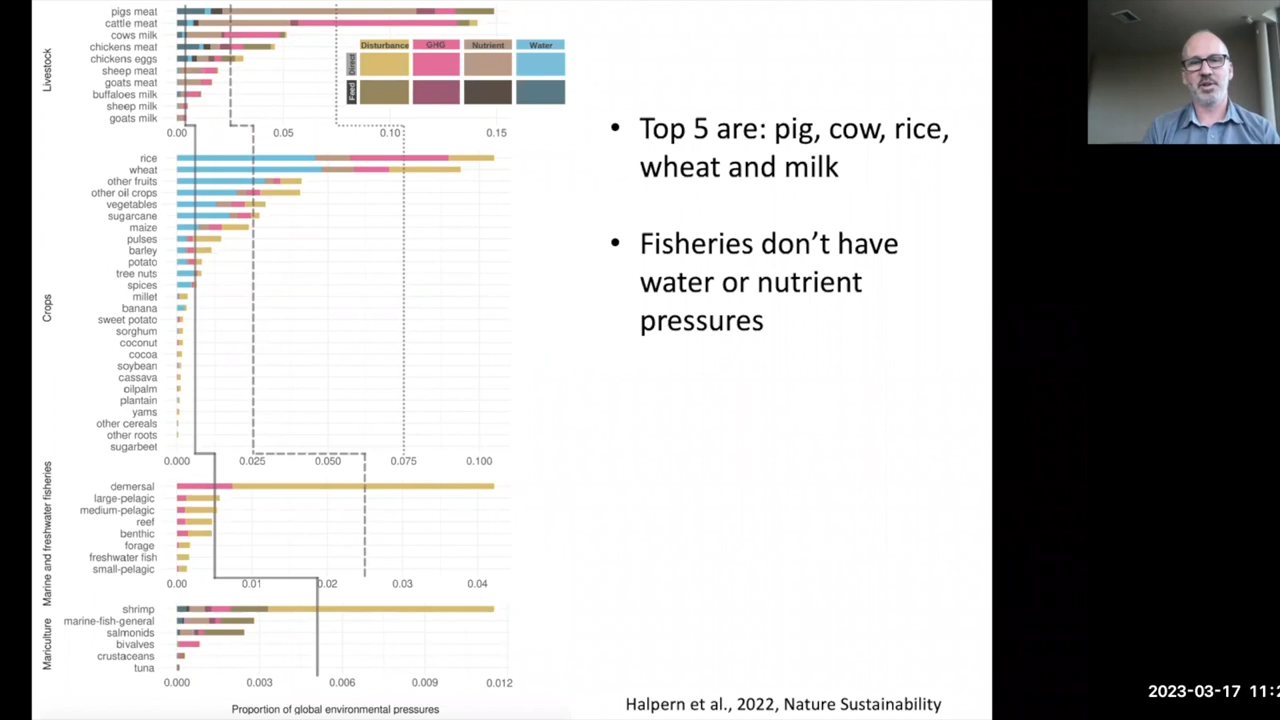 pigs meat
cattle meat
cows milk
chickens meat
chickens eggs
sheep meat
goats meat
buffaloes milk
sheep milk
goats milk
Livestock
0.00 0.05 0.10 0.15
Disturbance GHG Nutrient Water
Direct
Feed
rice
wheat
other fruits
other oil crops
vegetables
sugarcane
maize
pulses
barley
potato
tree nuts
spices
millet
banana
sweet potato
sorghum
coconut
cocoa
soybean
cassava
oilpalm
plantain
yams
other cereals
other roots
sugarbeet
Crops
0.000 0.025 0.050 0.075 0.100
demersal
large-pelagic
medium-pelagic
reef
benthic
forage
freshwater fish
small-pelagic
Marine and freshwater fisheries
0.00 0.01 0.02 0.03 0.04
shrimp
marine-fish-general
salmonids
bivalves
crustaceans
tuna
Mariculture
0.000 0.003 0.006 0.009 0.012
Proportion of global environmental pressures
• Top 5 are: pig, cow, rice,
wheat and milk
• Fisheries don’t have
water or nutrient
pressures
Halpern et al., 2022, Nature Sustainability
2023-03-17